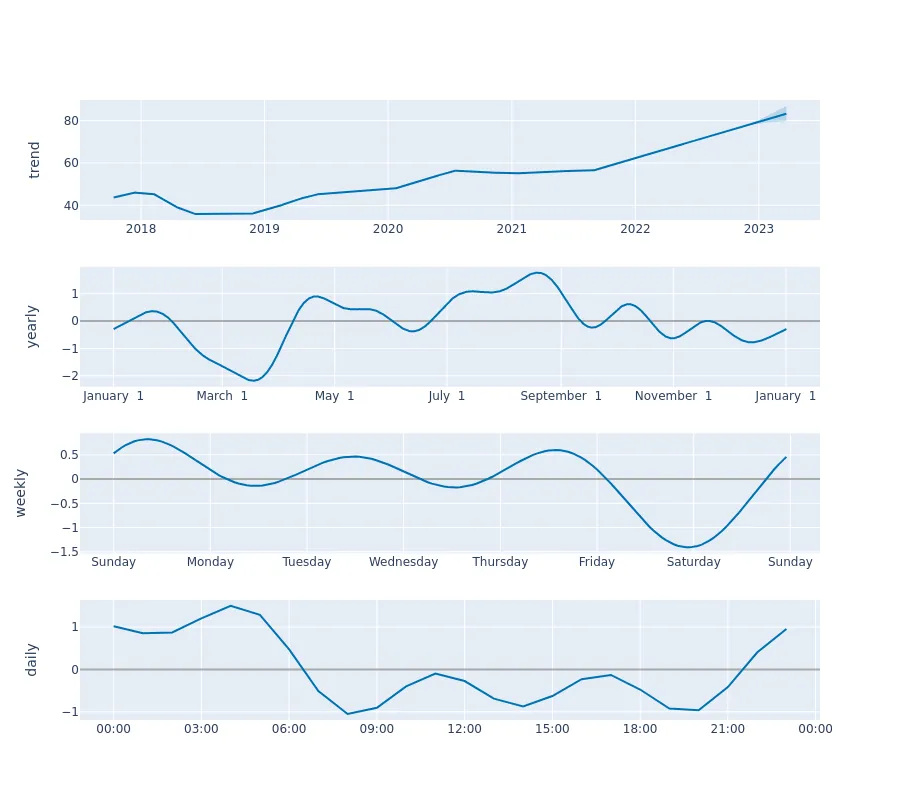 trend
80
60
40
2018 2019 2020 2021 2022 2023
yearly
1
0
−1
−2
January 1 March 1 May 1 July 1 September 1 November 1 January 1
weekly
0.5
0
−0.5
−1
−1.5
Sunday Monday Tuesday Wednesday Thursday Friday Saturday Sunday
daily
1
0
−1
00:00 03:00 06:00 09:00 12:00 15:00 18:00 21:00 00:00